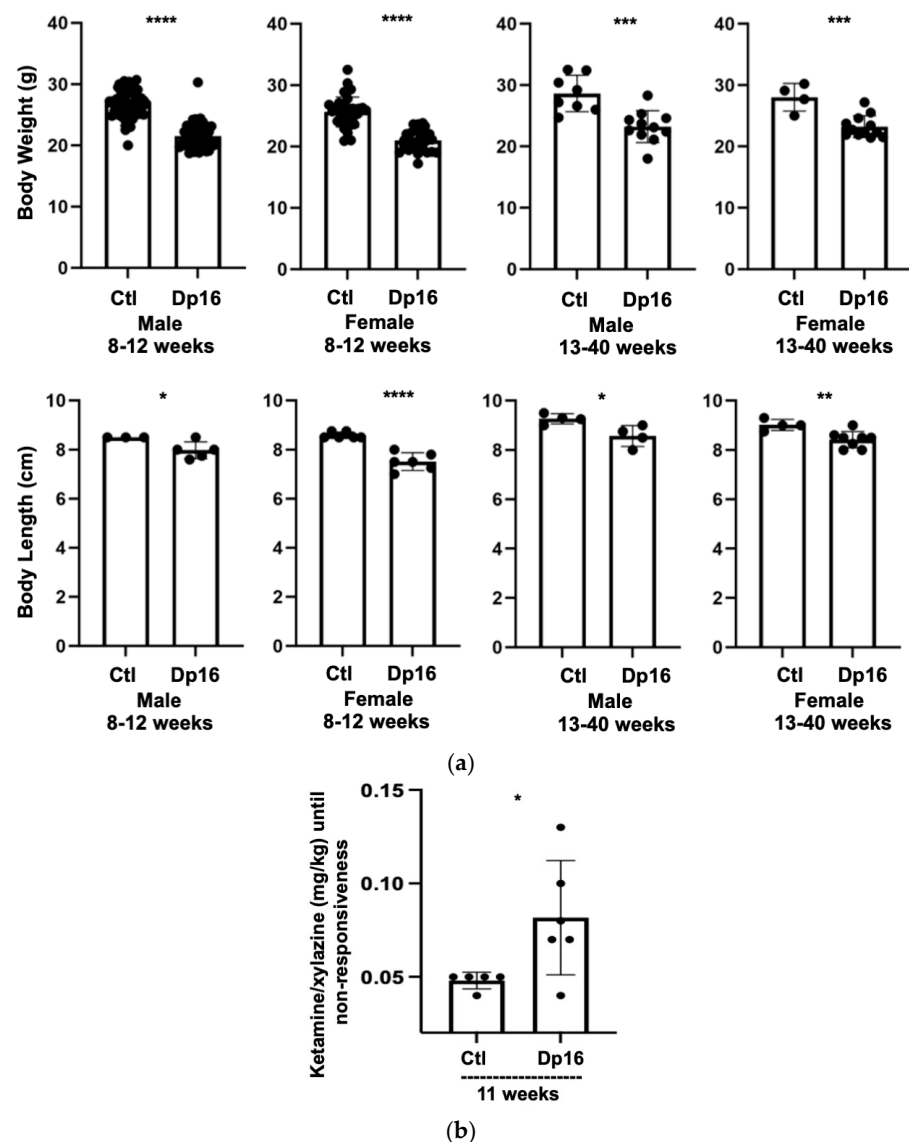 **** **** *** ***
Body Weight (g)
40 40 40 40
30 30 30 30
20 20 20 20
10 10 10 10
0 0 0 0
Ctl Dp16 Ctl Dp16 Ctl Dp16 Ctl Dp16
Male Female Male Female
8-12 weeks 8-12 weeks 13-40 weeks 13-40 weeks
* **** * **
Body Length (cm)
10 10 10 10
8 8 8 8
6 6 6 6
4 4 4 4
2 2 2 2
0 0 0 0
Ctl Dp16 Ctl Dp16 Ctl Dp16 Ctl Dp16
Male Female Male Female
8-12 weeks 8-12 weeks 13-40 weeks 13-40 weeks
(a)
Ketamine/xylazine (mg/kg) until
non-responsiveness
*
0.15
0.10
0.05
Ctl Dp16
11 weeks
(b)